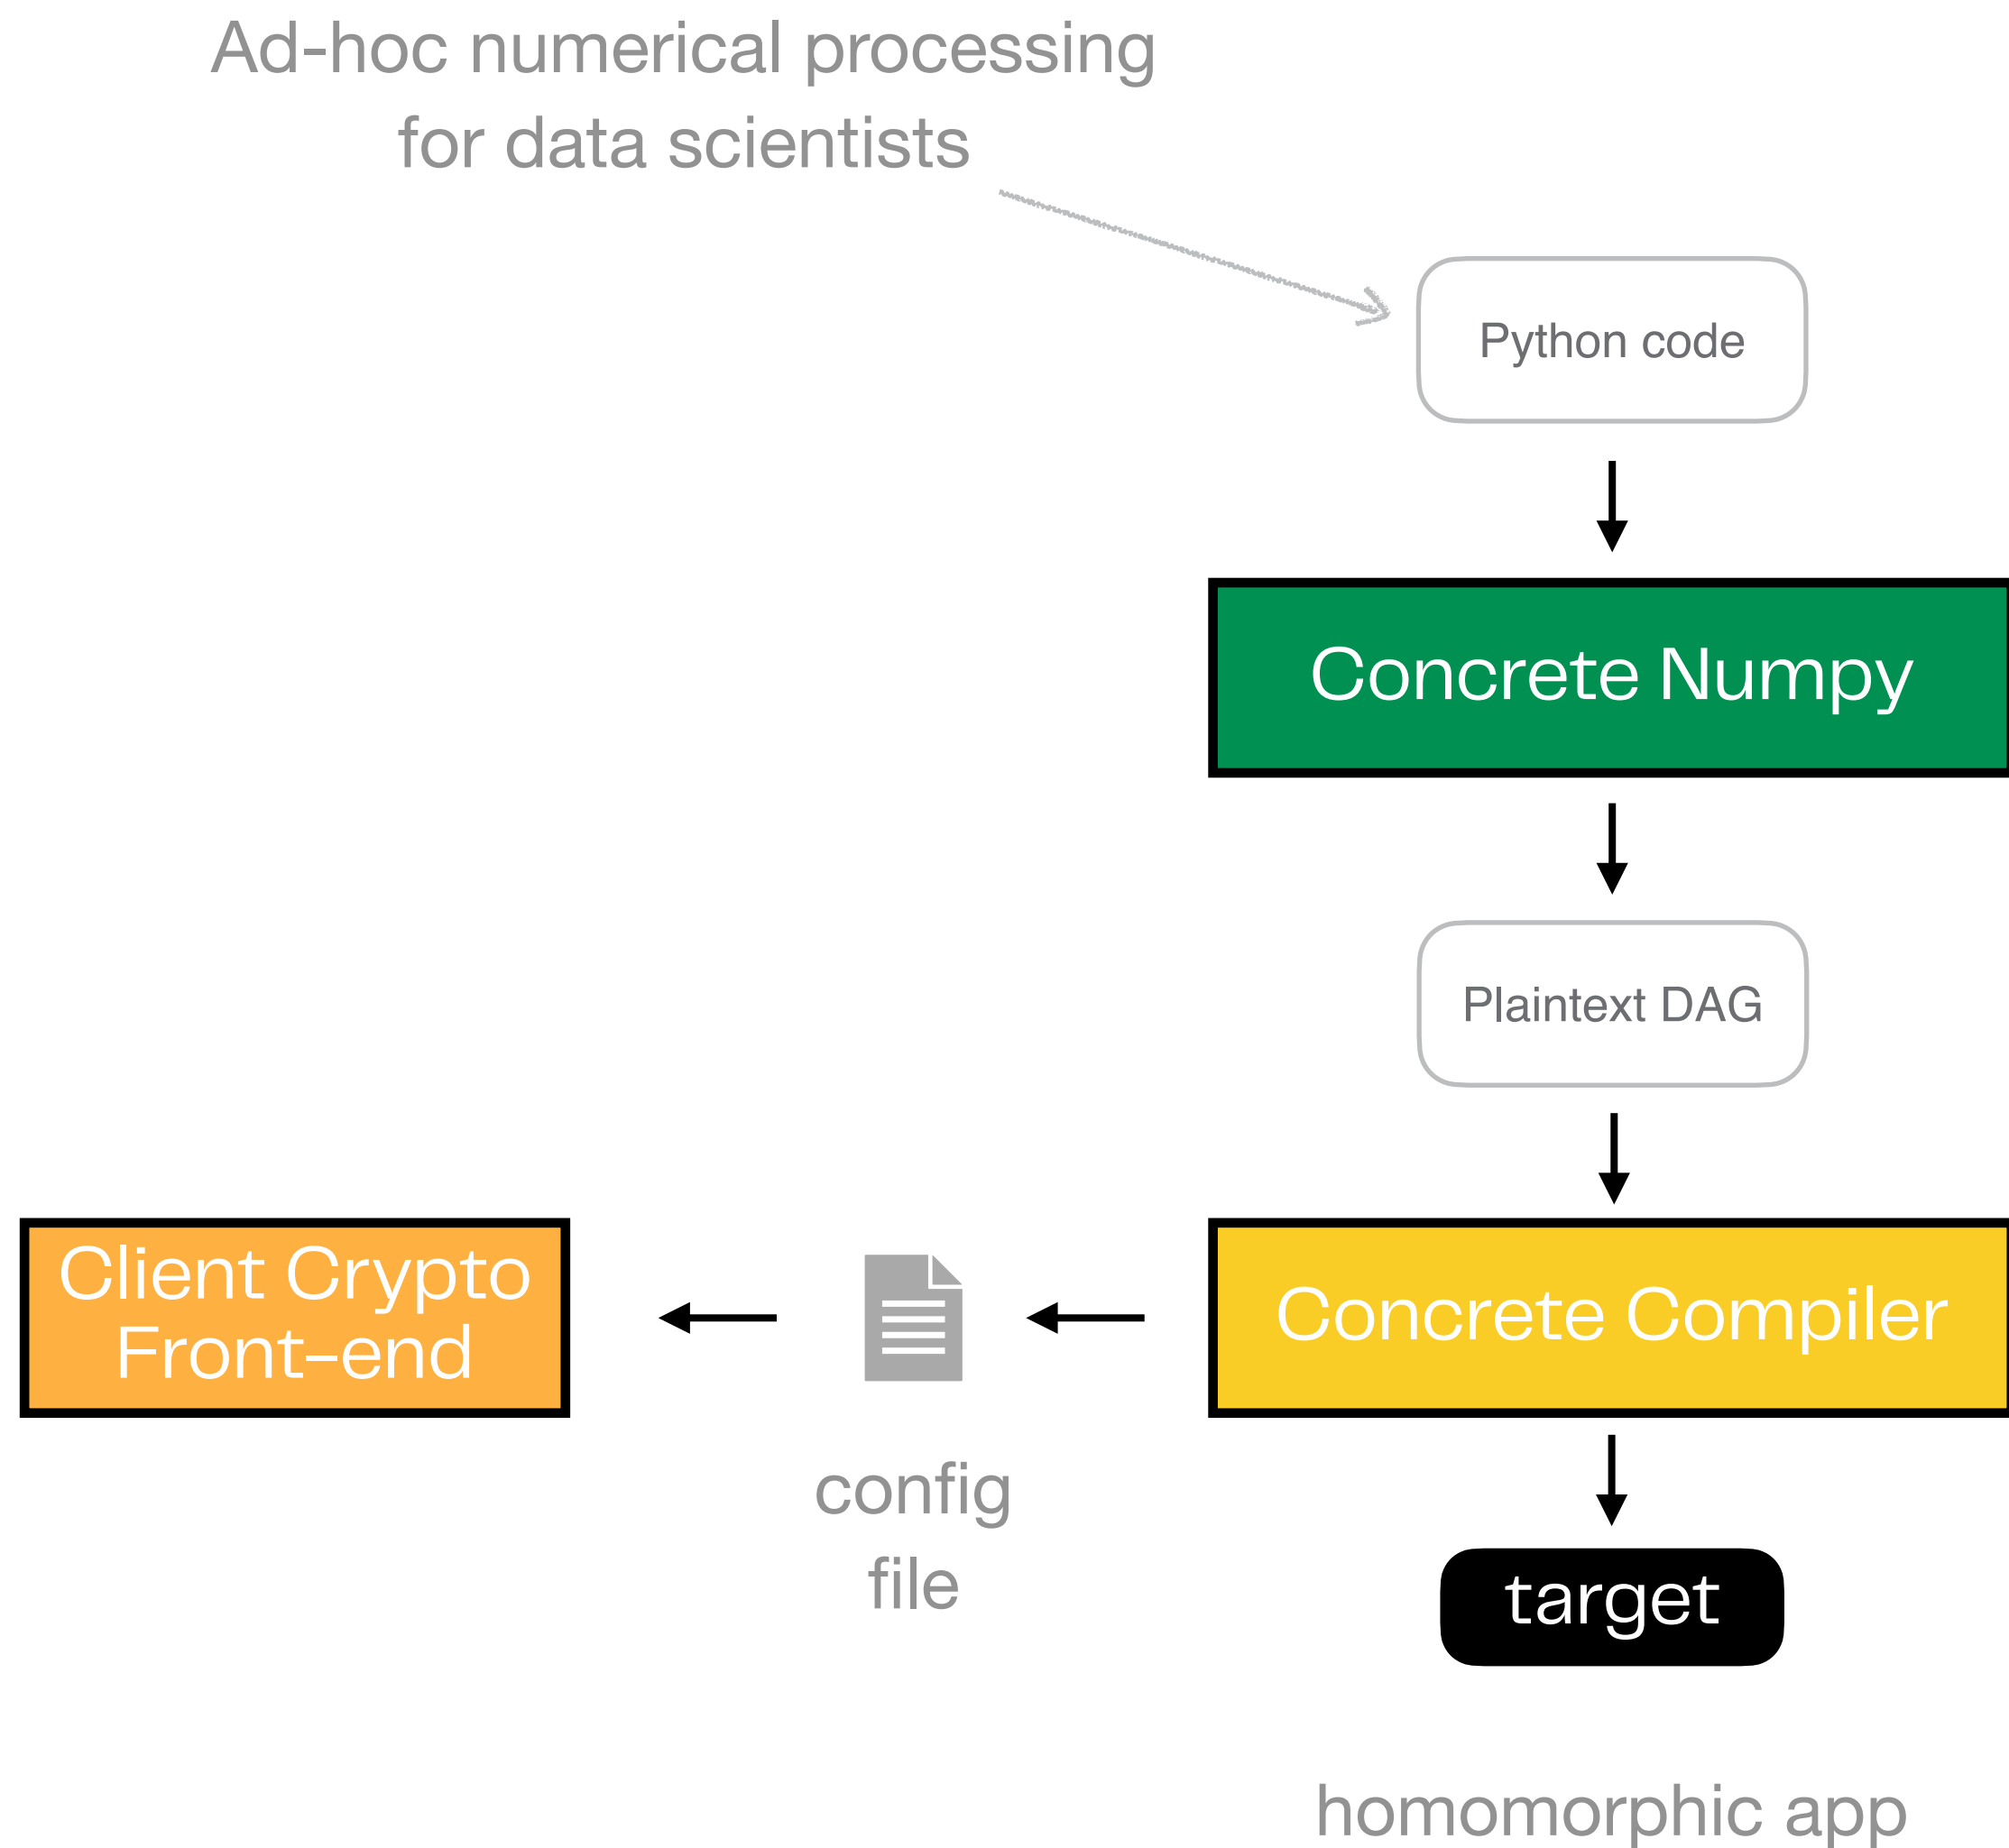 Ad-hoc numerical processing
for data scientists
Python code
Concrete Numpy
Plaintext DAG
Client Crypto
Front-end
config
file
Concrete Compiler
target
homomorphic app